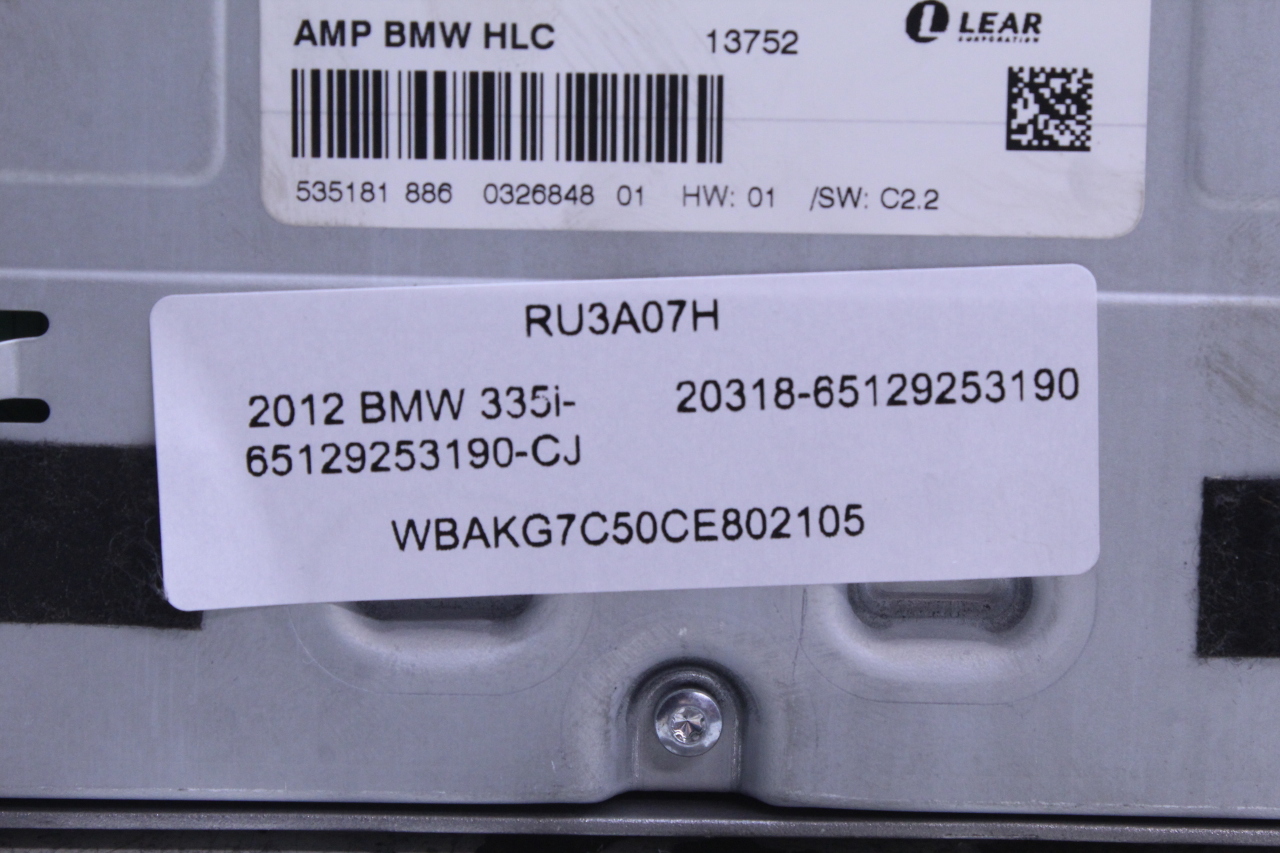 AMP BMW HLC 13752 LEAR
CORPORATION
535181 886 0326848 01 HW: 01 /SW: C2.2
RU3A07H
2012 BMW 335i- 20318-65129253190
65129253190-CJ
WBAKG7C50CE802105